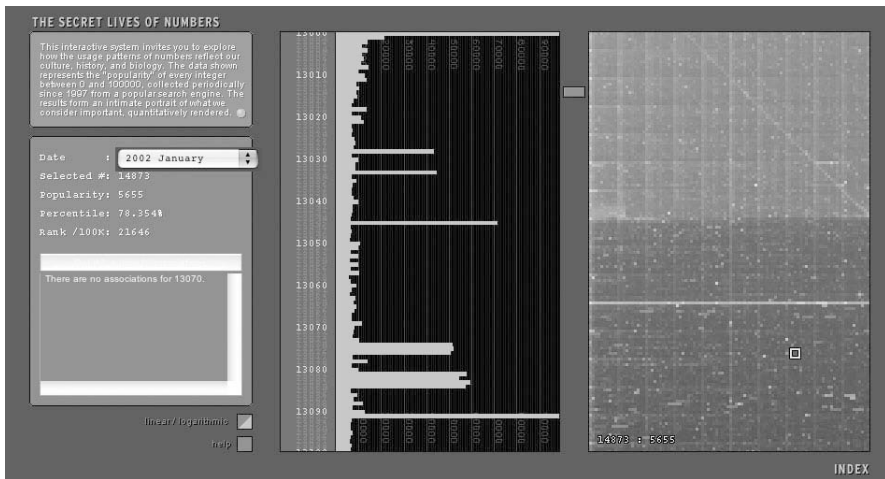 THE SECRET LIVES OF NUMBERS
This interactive system invites you to explore
how the usage patterns of numbers reflect our
culture, history, and biology. The data shown
represents the "popularity" of every integer
between 0 and 100000, collected periodically
since 1997 from a popular search engine. The
results form an intimate portrait of what we
consider important, quantitatively rendered.
Date : 2002 January
Selected #: 14873
Popularity: 5655
Percentile: 78.354%
Rank /100K: 21646
There are no associations for 13070.
linear / logarithmic
help
13000
13010
13020
13030
13040
13050
13060
13070
13080
13090
14873 : 5655
INDEX